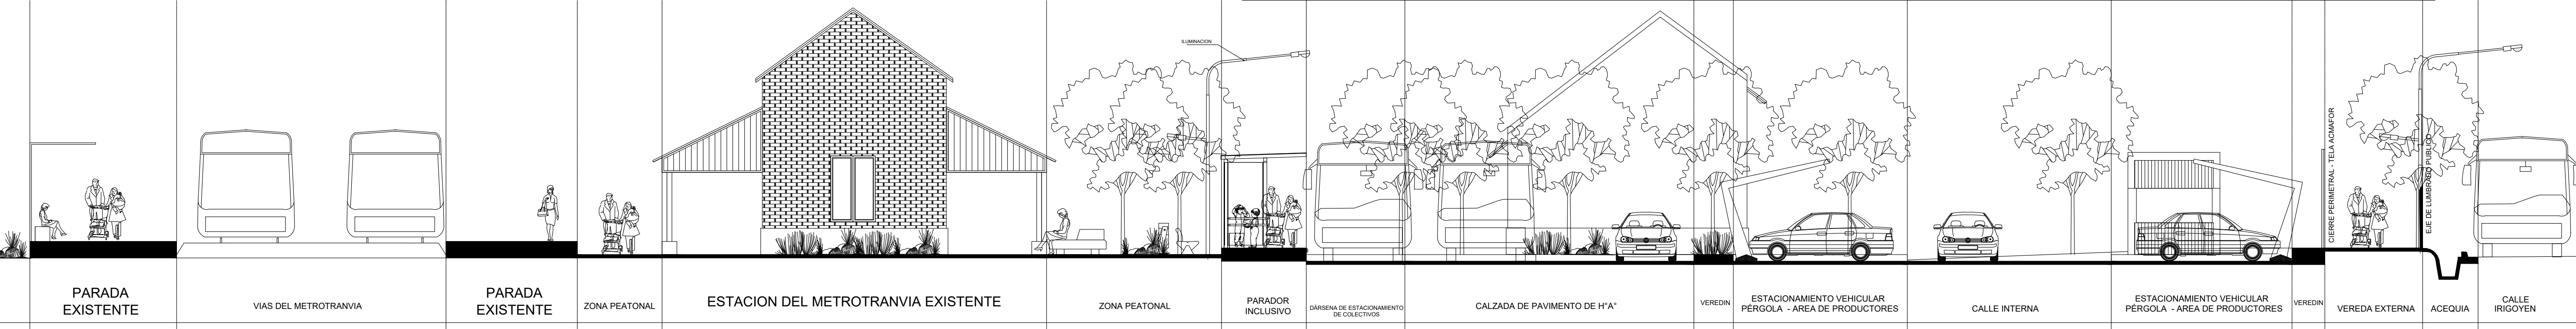 ILUMINACION
CIERRE PERIMETRAL - TELA ACMAFOR
EJE DE LUMBRADO PUBLICO
PARADA
EXISTENTE
VIAS DEL METROTRANVIA
PARADA
EXISTENTE
ZONA PEATONAL
ESTACION DEL METROTRANVIA EXISTENTE
ZONA PEATONAL
PARADOR
INCLUSIVO
DÁRSENA DE ESTACIONAMIENTO
DE COLECTIVOS
CALZADA DE PAVIMENTO DE H°A°
VEREDIN
ESTACIONAMIENTO VEHICULAR
PÉRGOLA - AREA DE PRODUCTORES
CALLE INTERNA
ESTACIONAMIENTO VEHICULAR
PÉRGOLA - AREA DE PRODUCTORES
VEREDIN
VEREDA EXTERNA
ACEQUIA
CALLE
IRIGOYEN